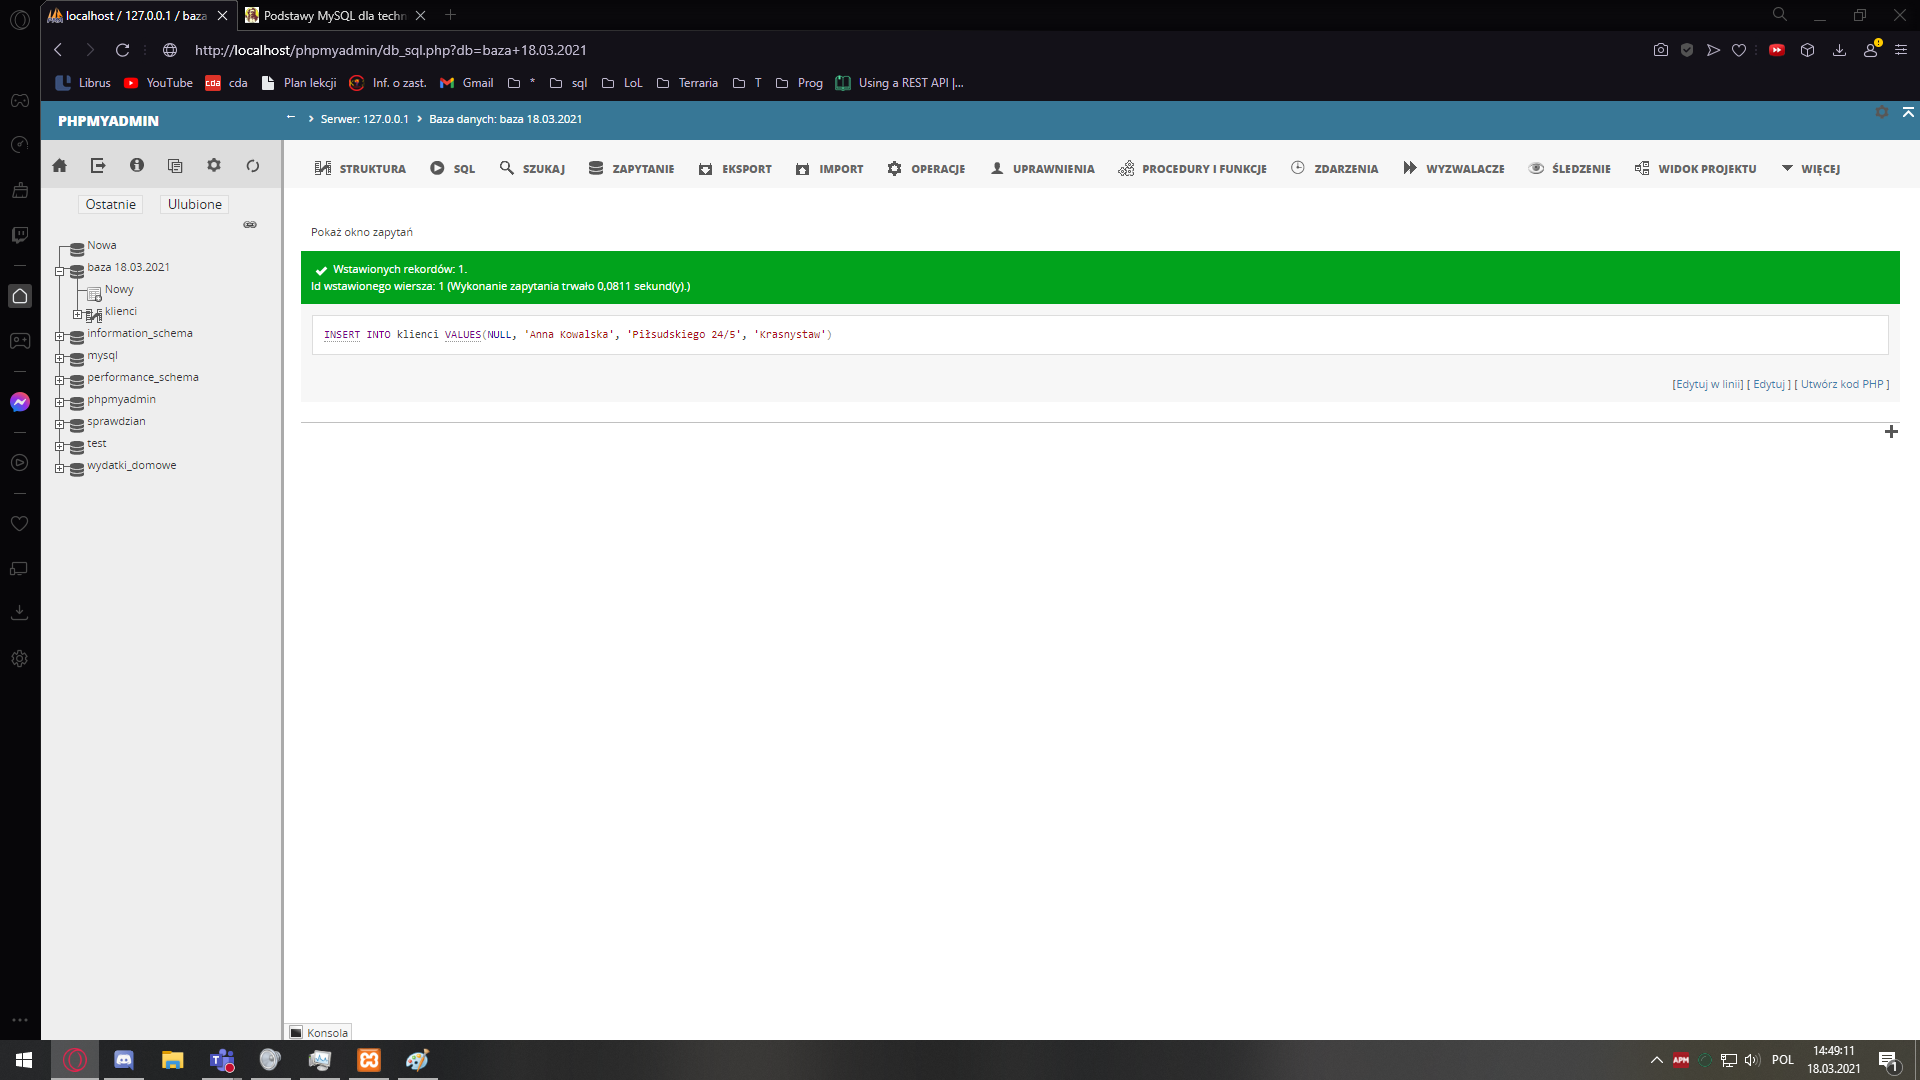 localhost / 127.0.0.1 / baza
Podstawy MySQL dla techn
http://localhost/phpmyadmin/db_sql.php?db=baza+18.03.2021
Librus
YouTube
cda
cda
Plan lekcji
Inf. o zast.
Gmail
*
sql
LoL
Terraria
T
Prog
Using a REST API |...
PHPMYADMIN
Serwer: 127.0.0.1
Baza danych: baza 18.03.2021
STRUKTURA
SQL
SZUKAJ
ZAPYTANIE
EKSPORT
IMPORT
OPERACJE
UPRAWNIENIA
PROCEDURY I FUNKCJE
ZDARZENIA
WYZWALACZE
ŚLEDZENIE
WIDOK PROJEKTU
WIĘCEJ
Ostatnie
Ulubione
Nowa
baza 18.03.2021
Nowy
klienci
information_schema
mysql
performance_schema
phpmyadmin
sprawdzian
test
wydatki_domowe
Pokaż okno zapytań
Wstawionych rekordów: 1.
Id wstawionego wiersza: 1 (Wykonanie zapytania trwało 0,0811 sekund(y).)
INSERT INTO klienci VALUES(NULL, 'Anna Kowalska', 'Piłsudskiego 24/5', 'Krasnystaw')
[Edytuj w linii] [ Edytuj ] [ Utwórz kod PHP ]
Konsola
APM
POL
14:49:11
18.03.2021
1